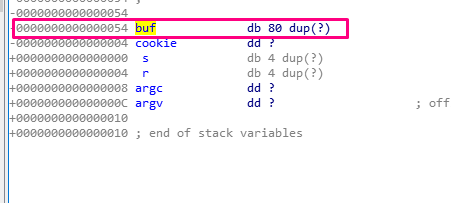 -0000000000000054
-0000000000000054 buf db 80 dup(?)
-0000000000000004 cookie dd ?
+0000000000000000 s db 4 dup(?)
+0000000000000004 r db 4 dup(?)
+0000000000000008 argc dd ?
+000000000000000C argv dd ? ; off
+0000000000000010
+0000000000000010 ; end of stack variables